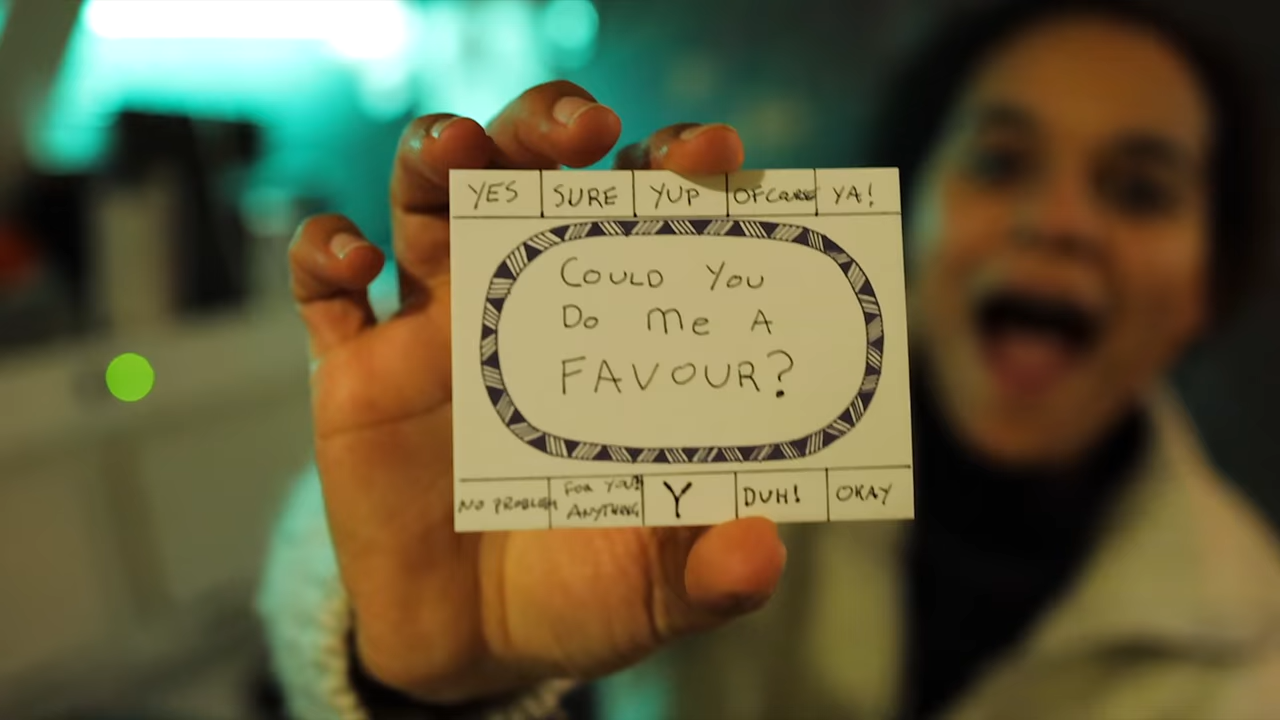 YES SURE YUP OFCOURSE YA!
COULD YOU
DO Me A
FAVOUR?
NO PROBLEM FOR YOU! Y DUH! OKAY
ANYTHING